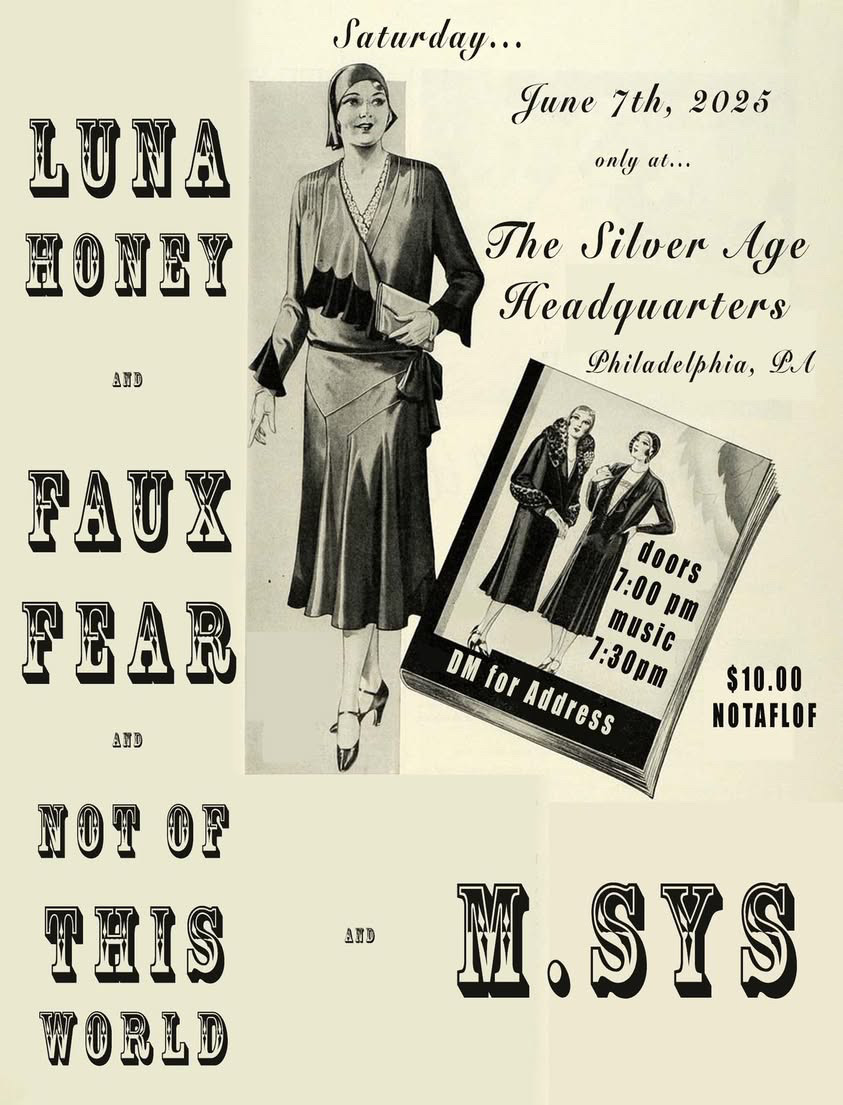 Saturday...
June 7th, 2025
only at...
The Silver Age
Headquarters
Philadelphia, PA
LUNA
HONEY
AND
FAUX
FEAR
AND
NOT OF
THIS
WORLD
AND
M.SYS
doors
7:00 pm
music
7:30pm
DM for Address
$10.00
NOTAFLOF